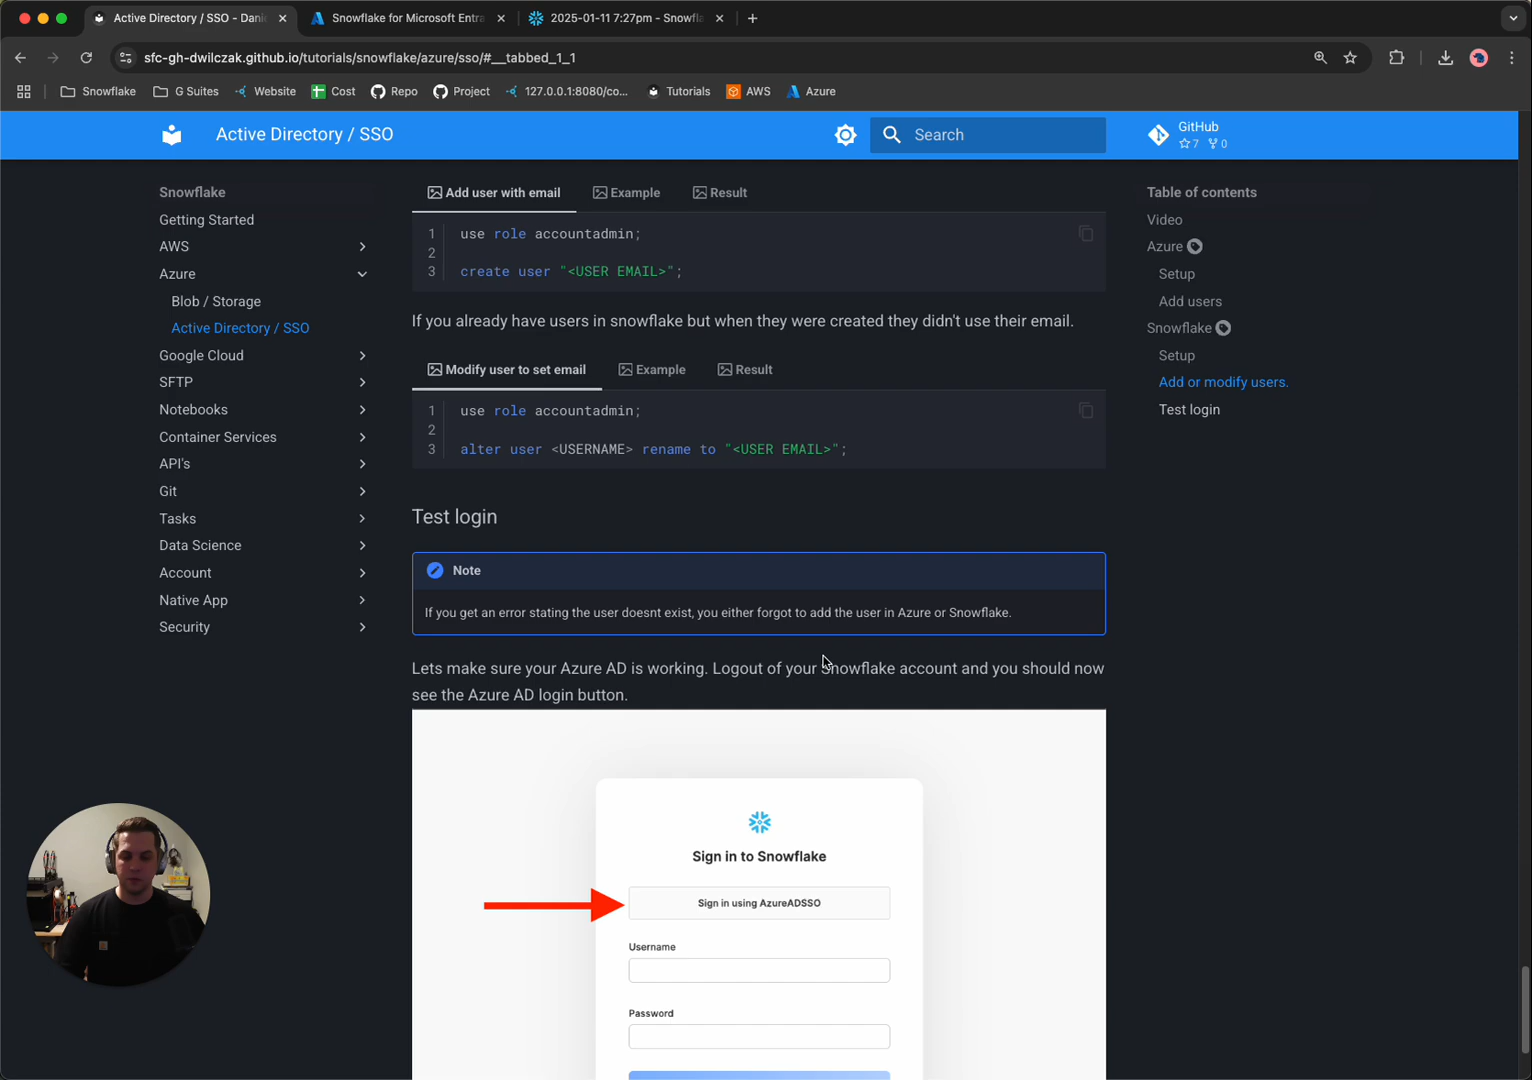 Active Directory / SSO - Dani
Snowflake for Microsoft Entra
2025-01-11 7:27pm - Snowfla
sfc-gh-dwilczak.github.io/tutorials/snowflake/azure/sso/#__tabbed_1_1
Snowflake
G Suites
Website
Cost
Repo
Project
127.0.0.1:8080/co...
Tutorials
AWS
Azure
Active Directory / SSO
Search
GitHub
7 0
Snowflake
Getting Started
AWS
Azure
Blob / Storage
Active Directory / SSO
Google Cloud
SFTP
Notebooks
Container Services
API's
Git
Tasks
Data Science
Account
Native App
Security
Add user with email Example Result
1 use role accountadmin;
2
3 create user "<USER EMAIL>";
If you already have users in snowflake but when they were created they didn't use their email.
Modify user to set email Example Result
1 use role accountadmin;
2
3 alter user <USERNAME> rename to "<USER EMAIL>";
Test login
Note
If you get an error stating the user doesnt exist, you either forgot to add the user in Azure or Snowflake.
Lets make sure your Azure AD is working. Logout of your Snowflake account and you should now
see the Azure AD login button.
Sign in to Snowflake
Sign in using AzureADSSO
Username
Password
Table of contents
Video
Azure
Setup
Add users
Snowflake
Setup
Add or modify users.
Test login